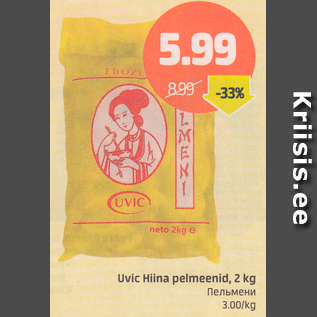 5.99
8.99
-33%
FROZE
LMENI
UVIC
neto 2kg e
Uvic Hiina pelmeenid, 2 kg
Пельмени
3.00/kg
Kriisis.ee